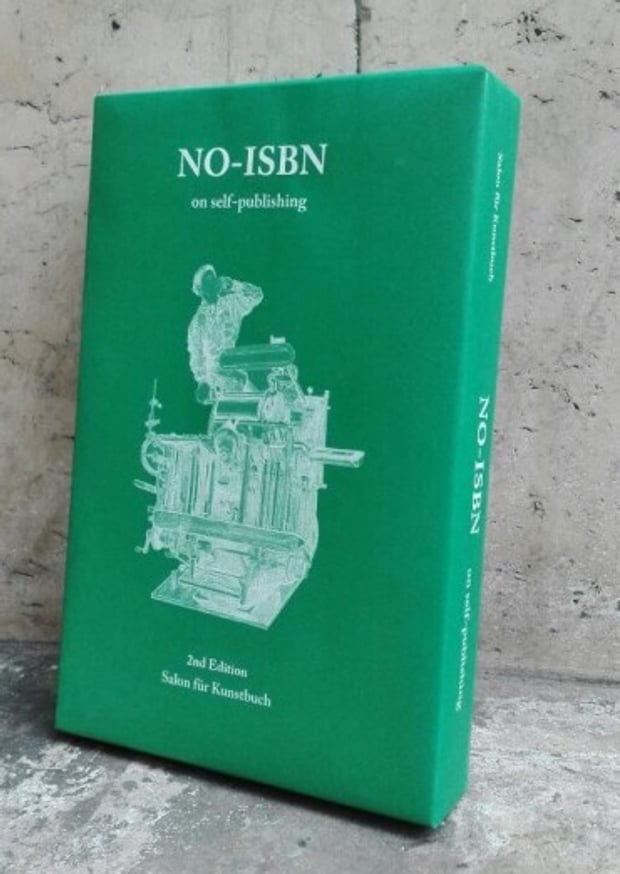 NO-ISBN
on self-publishing
2nd Edition
Salon für Kunstbuch
Salon für Kunstbuch
NO-ISBN
on self-publishing